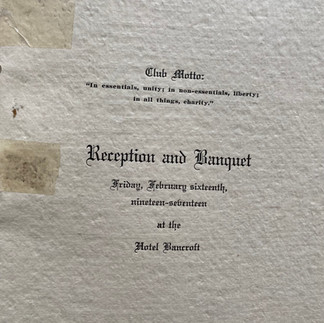 Club Motto:
"In essentials, unity; in non-essentials, liberty;
in all things, charity."
Reception and Banquet
Friday, February sixteenth,
nineteen-seventeen
at the
Hotel Bancroft